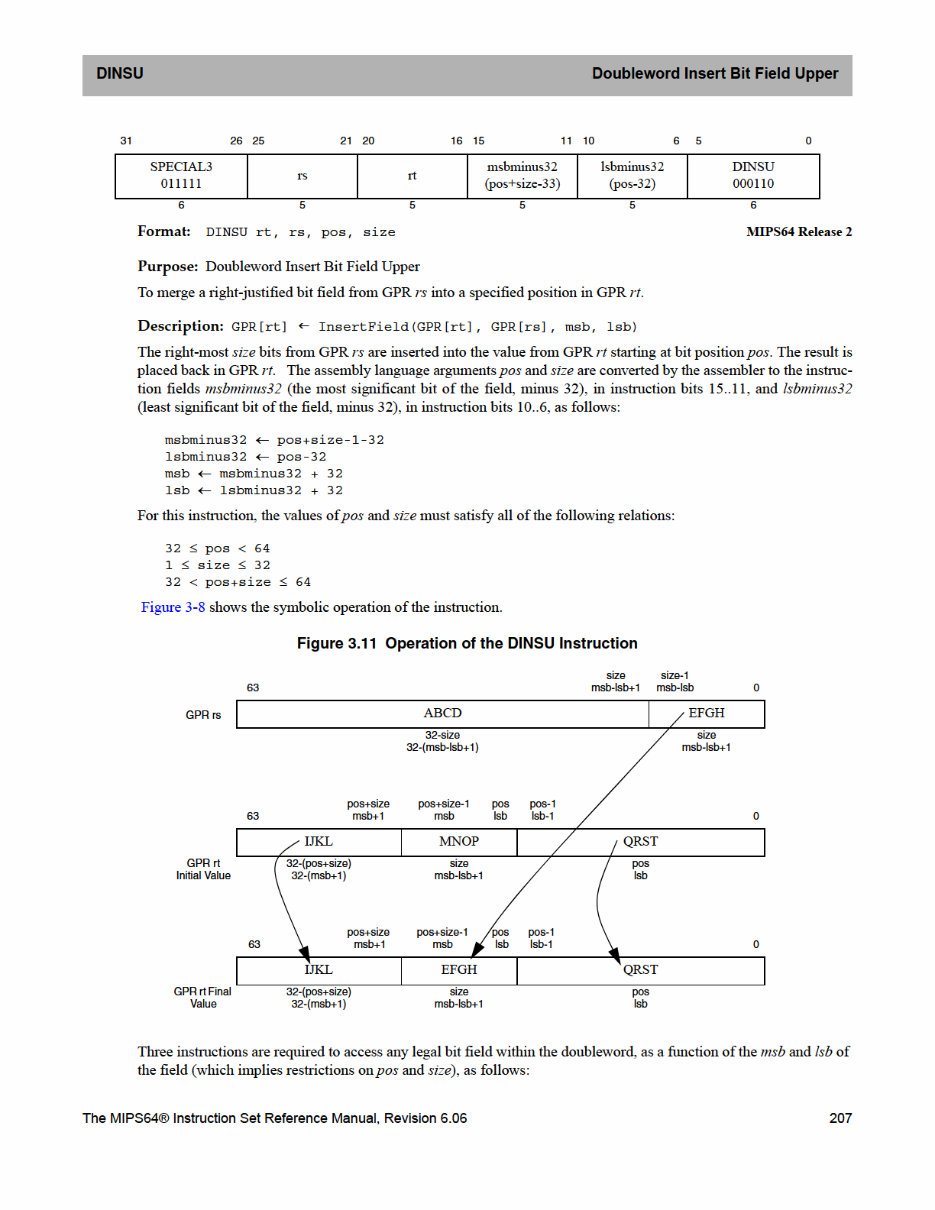 DINSU Doubleword Insert Bit Field Upper
31 26 25 21 20 16 15 11 10 6 5 0
SPECIAL3 rs rt msbminus32 lsbminus32 DINSU
011111 (pos+size-33) (pos-32) 000110
6 5 5 5 5 6
Format: DINSU rt, rs, pos, size MIPS64 Release 2
Purpose: Doubleword Insert Bit Field Upper
To merge a right-justified bit field from GPR rs into a specified position in GPR rt.
Description: GPR[rt] ← InsertField(GPR[rt], GPR[rs], msb, lsb)
The right-most size bits from GPR rs are inserted into the value from GPR rt starting at bit position pos. The result is
placed back in GPR rt. The assembly language arguments pos and size are converted by the assembler to the instruc-
tion fields msbminus32 (the most significant bit of the field, minus 32), in instruction bits 15..11, and lsbminus32
(least significant bit of the field, minus 32), in instruction bits 10..6, as follows:
msbminus32 ← pos+size-1-32
lsbminus32 ← pos-32
msb ← msbminus32 + 32
lsb ← lsbminus32 + 32
For this instruction, the values of pos and size must satisfy all of the following relations:
32 ≤ pos < 64
1 ≤ size ≤ 32
32 < pos+size ≤ 64
Figure 3-8 shows the symbolic operation of the instruction.
Figure 3.11 Operation of the DINSU Instruction
size size-1
63 msb-lsb+1 msb-lsb 0
GPR rs ABCD EFGH
32-size size
32-(msb-lsb+1) msb-lsb+1
pos+size pos+size-1 pos pos-1
63 msb+1 msb lsb lsb-1 0
IJKL MNOP QRST
GPR rt 32-(pos+size) size pos
Initial Value 32-(msb+1) msb-lsb+1 lsb
pos+size pos+size-1 pos pos-1
63 msb+1 msb lsb lsb-1 0
IJKL EFGH QRST
GPR rt Final 32-(pos+size) size pos
Value 32-(msb+1) msb-lsb+1 lsb
Three instructions are required to access any legal bit field within the doubleword, as a function of the msb and lsb of
the field (which implies restrictions on pos and size), as follows:
The MIPS64® Instruction Set Reference Manual, Revision 6.06 207